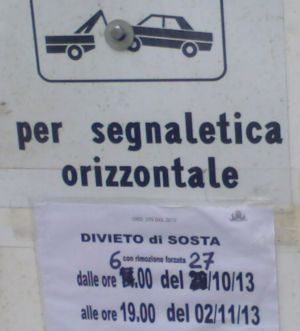 per segnaletica
orizzontale
DIVIETO di SOSTA
con rimozione forzata
dalle ore 6.00 del 27/10/13
alle ore 19.00 del 02/11/13